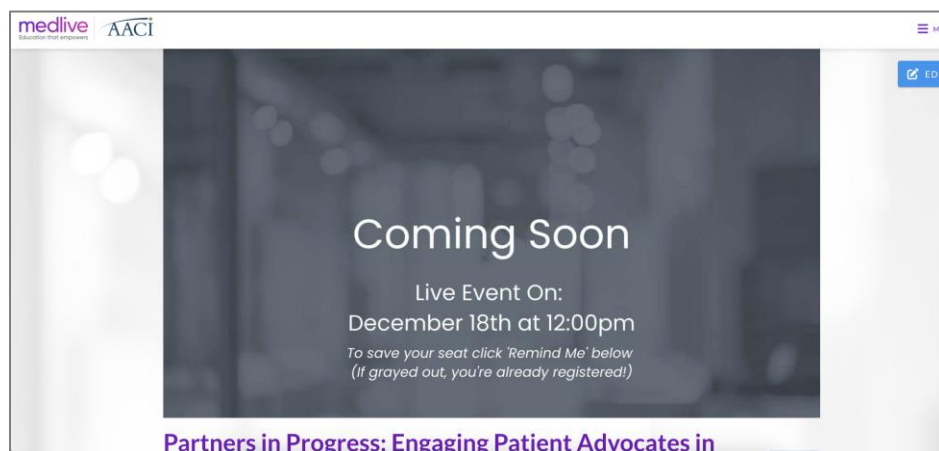 medlive
Education that empowers
AACI
M
ED
Coming Soon
Live Event On:
December 18th at 12:00pm
To save your seat click 'Remind Me' below
(If grayed out, you're already registered!)
Partners in Progress: Engaging Patient Advocates in